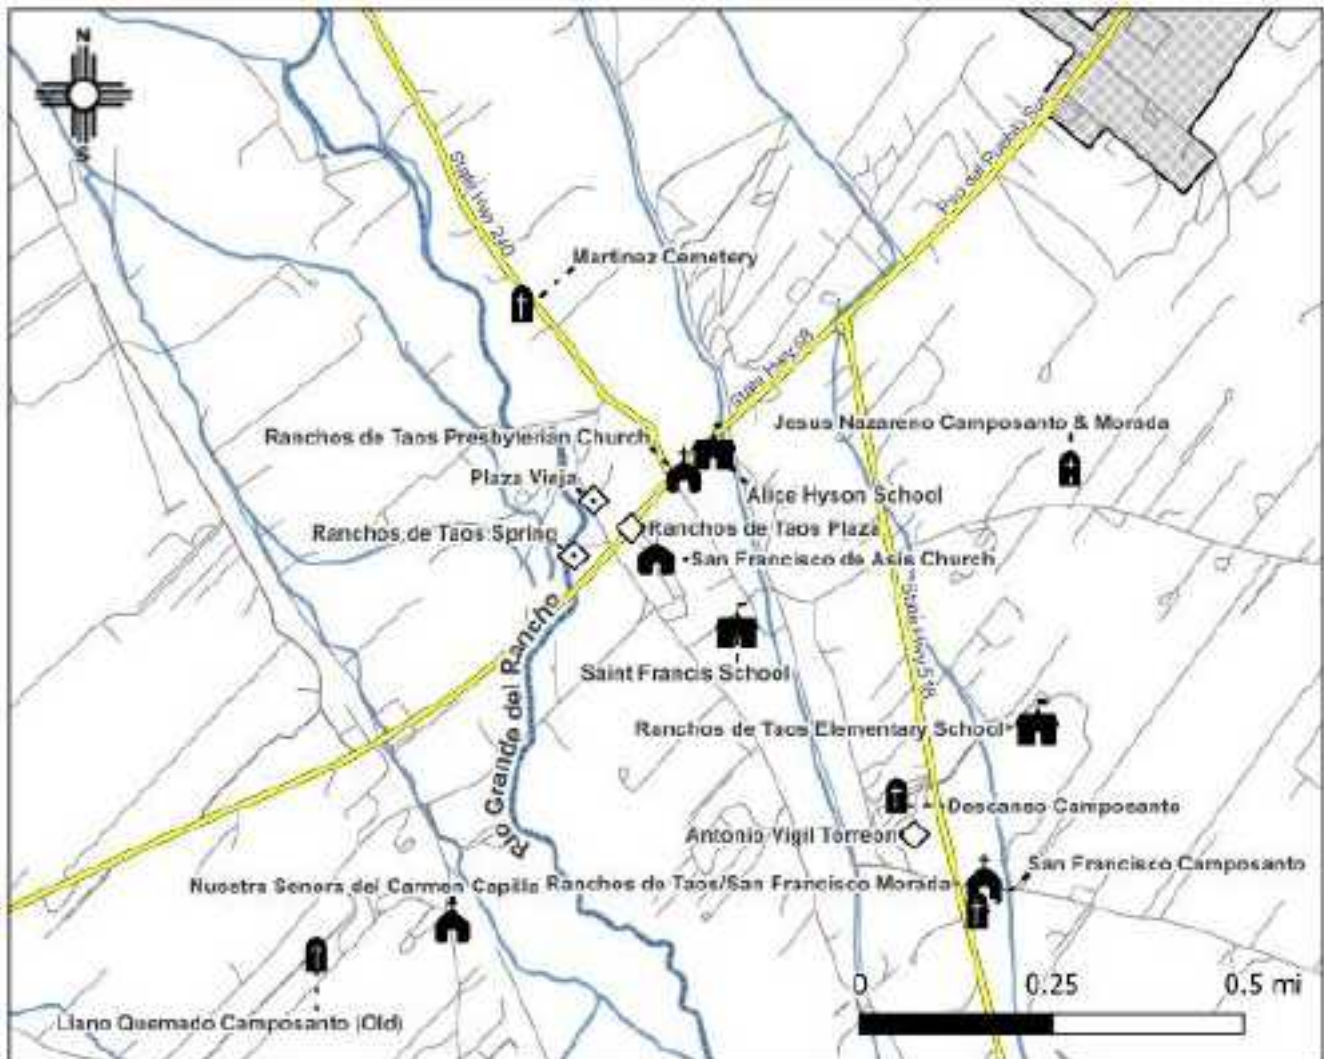 N
S
State Hwy 240
Paso del Pueblo Sur
Martinez Cemetery
State Hwy 68
Jesus Nazareno Camposanto & Morada
Ranchos de Taos Presbyterian Church
Plaza Vieja
Alice Hyson School
Ranchos de Taos Spring
Ranchos de Taos Plaza
San Francisco de Asis Church
State Hwy 518
Rio Grande del Rancho
Saint Francis School
Ranchos de Taos Elementary School
Descanso Camposanto
Antonio Vigil Torreon
San Francisco Camposanto
Nuestra Senora del Carmen Capilla
Ranchos de Taos/San Francisco Morada
0 0.25 0.5 mi
Llano Quemado Camposanto (Old)